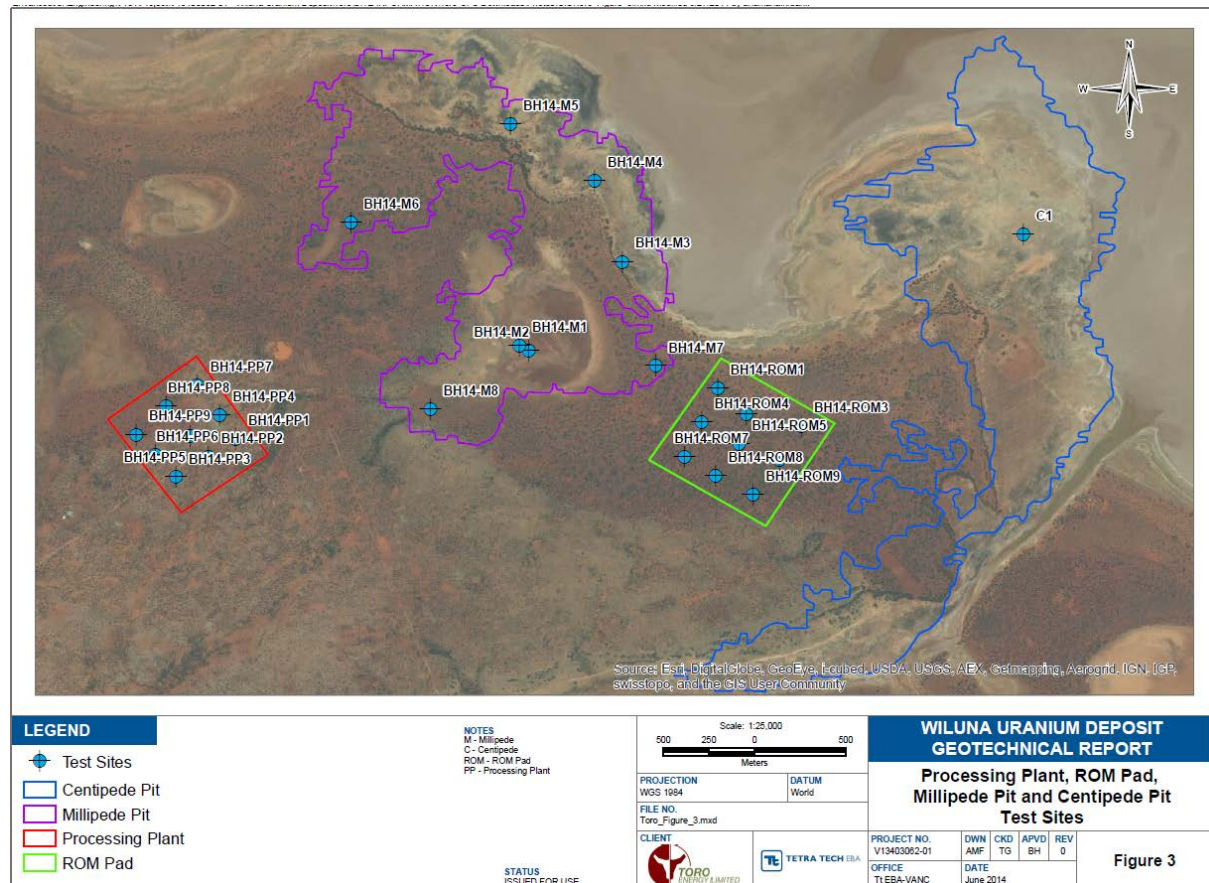 N
W
E
S
BH14-M5
BH14-M4
BH14-M6
C1
BH14-M3
BH14-M2
BH14-M1
BH14-M7
BH14-PP7
BH14-ROM1
BH14-PP8
BH14-M8
BH14-PP4
BH14-ROM4
BH14-ROM3
BH14-PP9
BH14-PP1
BH14-ROM5
BH14-PP6
BH14-PP2
BH14-ROM7
BH14-PP5
BH14-PP3
BH14-ROM8
BH14-ROM9
Source: Esri, DigitalGlobe, GeoEye, i-cubed, USDA, USGS, AEX, Getmapping, Aerogrid, IGN, IGP,
swisstopo, and the GIS User Community
LEGEND
Test Sites
Centipede Pit
Millipede Pit
Processing Plant
ROM Pad
NOTES
M - Millipede
C - Centipede
ROM - ROM Pad
PP - Processing Plant
STATUS
ISSUED FOR USE
Scale: 1:25,000
500 250 0 500
Meters
PROJECTION
WGS 1984
DATUM
World
FILE NO.
Toro_Figure_3.mxd
CLIENT
TORO
ENERGY LIMITED
Tt TETRA TECH EBA
WILUNA URANIUM DEPOSIT
GEOTECHNICAL REPORT
Processing Plant, ROM Pad,
Millipede Pit and Centipede Pit
Test Sites
PROJECT NO.
V13403062-01
DWN
AMF
CKD
TG
APVD
BH
REV
0
OFFICE
Tt EBA-VANC
DATE
June 2014
Figure 3